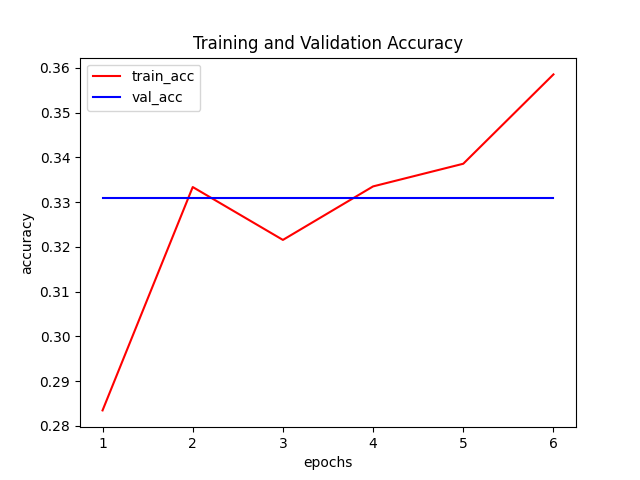 Training and Validation Accuracy
train_acc
val_acc
accuracy
0.36
0.35
0.34
0.33
0.32
0.31
0.30
0.29
0.28
1 2 3 4 5 6
epochs